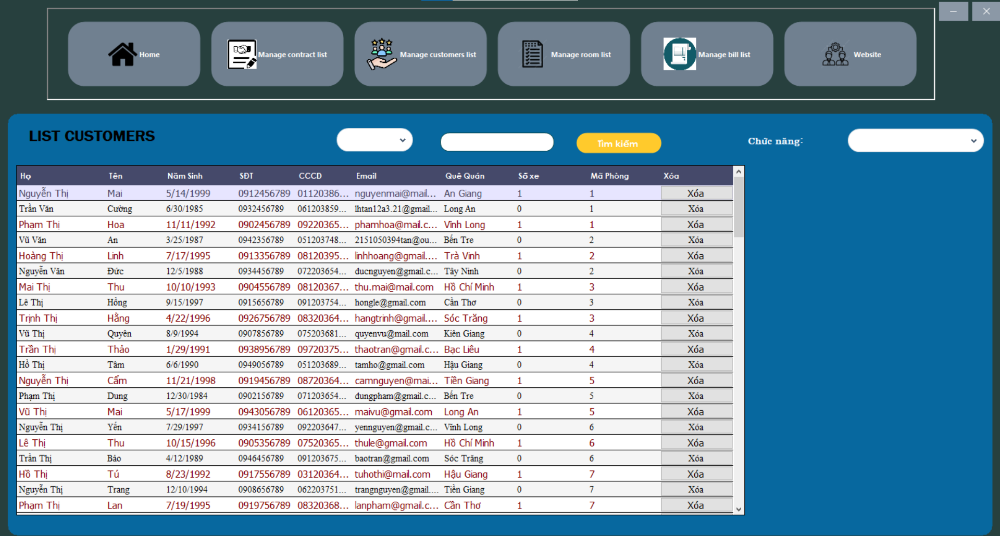 Home
Manage contract list
Manage customers list
Manage room list
Manage bill list
Website
LIST CUSTOMERS
Tìm kiếm
Chức năng:
Họ Tên Năm Sinh SĐT CCCD Email Quê Quán Số xe Mã Phòng Xóa
Nguyễn Thị Mai 5/14/1999 0912456789 01120386... nguyenmai@mail... An Giang 1 1 Xóa
Trần Văn Cường 6/30/1985 0932456789 061203859... lhtan12a3.21@gmail... Long An 0 1 Xóa
Phạm Thị Hoa 11/11/1992 0902456789 09220365... phamhoa@mail.c... Vĩnh Long 1 1 Xóa
Vũ Văn An 3/25/1987 0942356789 051203748... 2151050394tan@ou... Bến Tre 0 2 Xóa
Hoàng Thị Linh 7/17/1995 0913356789 08120395... linhhoang@gmail.... Trà Vinh 1 2 Xóa
Nguyễn Văn Đức 12/5/1988 0934456789 072203654... ducnguyen@gmail.c... Tây Ninh 0 2 Xóa
Mai Thị Thu 10/10/1993 0904556789 08120367... thu.mai@mail.com Hồ Chí Minh 1 3 Xóa
Lê Thị Hồng 9/15/1997 0915656789 091203754... hongle@gmail.com Cần Thơ 0 3 Xóa
Trịnh Thị Hằng 4/22/1996 0926756789 08320364... hangtrinh@gmail.... Sóc Trăng 1 3 Xóa
Vũ Thị Quyên 8/9/1994 0907856789 075203681... quyenvu@mail.com Kiên Giang 0 4 Xóa
Trần Thị Thảo 1/29/1991 0938956789 09720375... thaotran@gmail.c... Bạc Liêu 1 4 Xóa
Hồ Thị Tâm 6/6/1990 0949056789 051203689... tamho@gmail.com Hậu Giang 0 4 Xóa
Nguyễn Thị Cẩm 11/21/1998 0919456789 08720364... camnguyen@mai... Tiền Giang 1 5 Xóa
Phạm Thị Dung 12/30/1984 0902156789 071203654... dungpham@gmail.c... Bến Tre 0 5 Xóa
Vũ Thị Mai 5/17/1999 0943056789 06120365... maivu@gmail.com Long An 1 5 Xóa
Nguyễn Thị Yến 7/29/1997 0934156789 092203647... yennguyen@gmail.c... Vĩnh Long 0 6 Xóa
Lê Thị Thu 10/15/1996 0905356789 07520365... thule@gmail.com Hồ Chí Minh 1 6 Xóa
Trần Thị Bảo 4/12/1989 0946456789 091203675... baotran@gmail.com Sóc Trăng 0 6 Xóa
Hồ Thị Tú 8/23/1992 0917556789 03120364... tuhothi@mail.com Hậu Giang 1 7 Xóa
Nguyễn Thị Trang 12/10/1994 0908656789 062203751... trangnguyen@gmail.... Tiền Giang 0 7 Xóa
Phạm Thị Lan 7/19/1995 0919756789 08320368... lanpham@gmail.c... Cần Thơ 1 7 Xóa